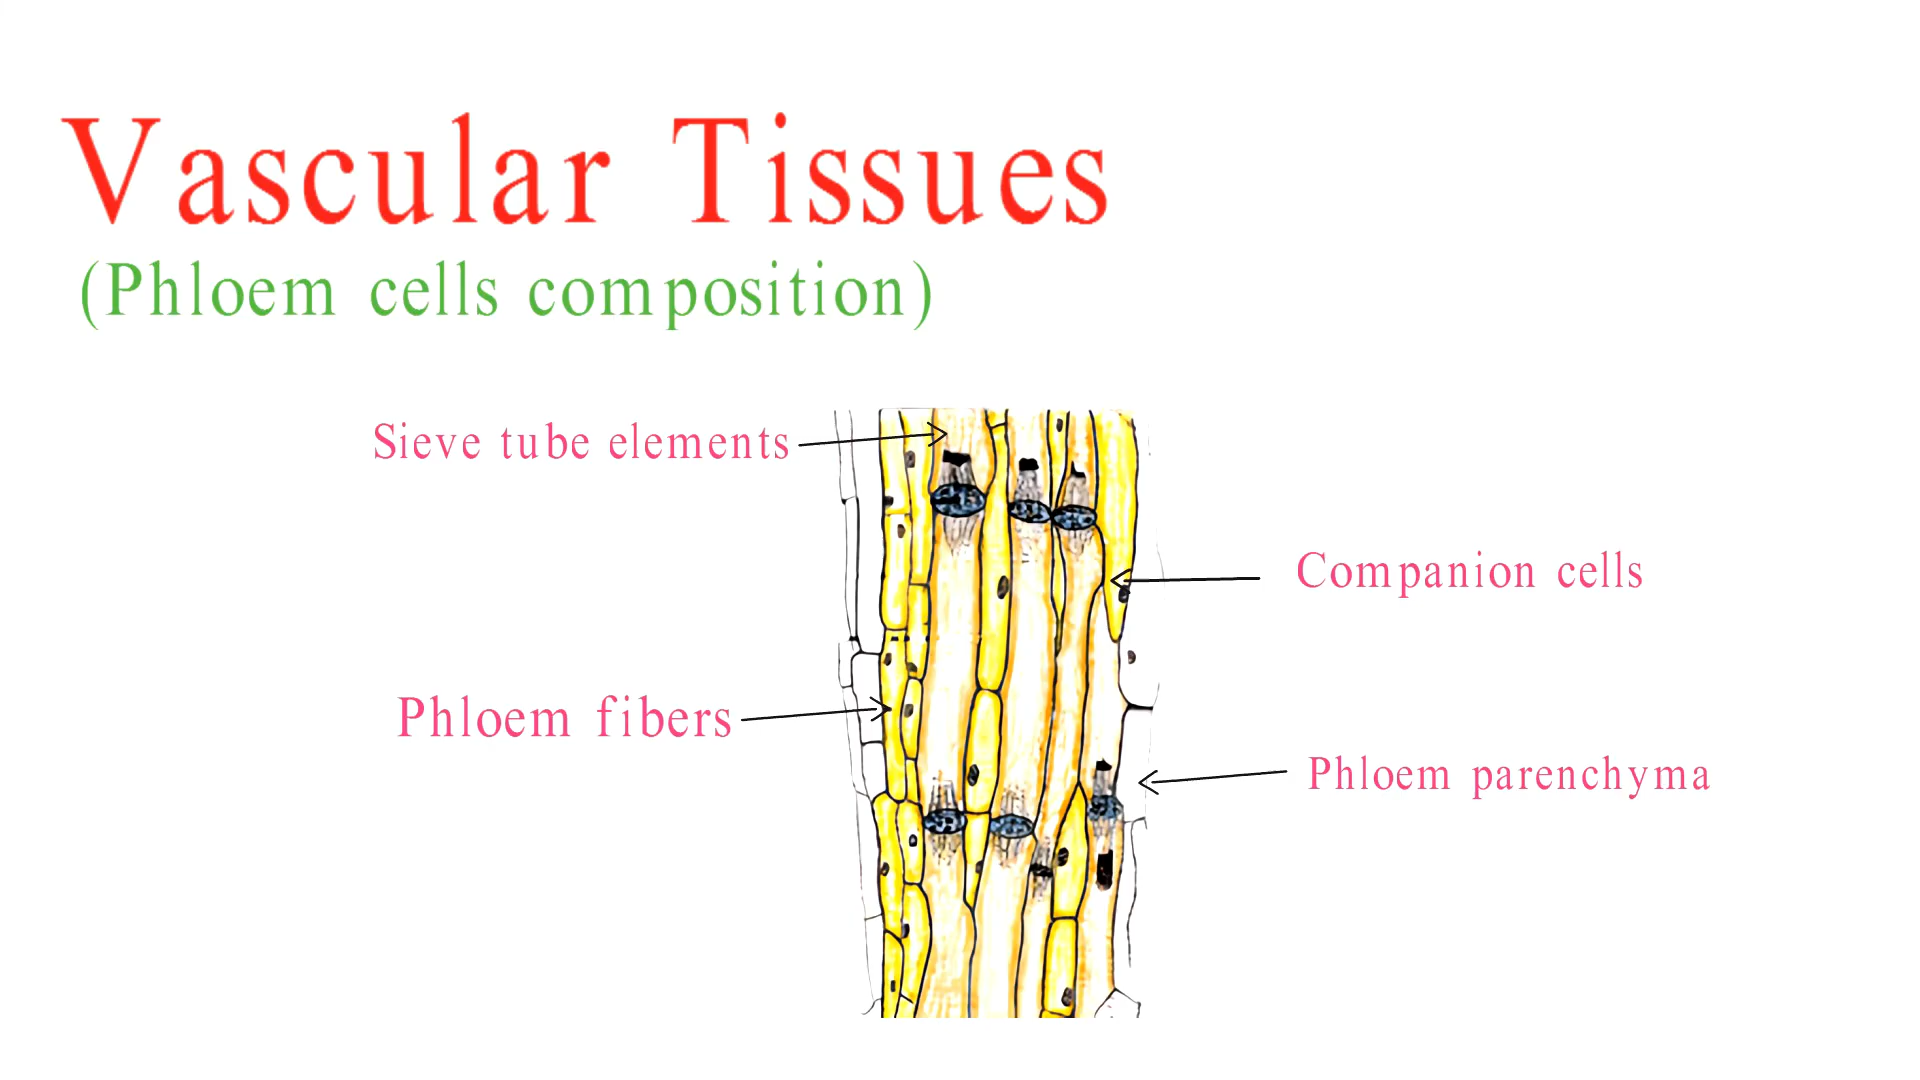 Vascular Tissues
(Phloem cells composition)
Sieve tube elements
Companion cells
Phloem fibers
Phloem parenchyma